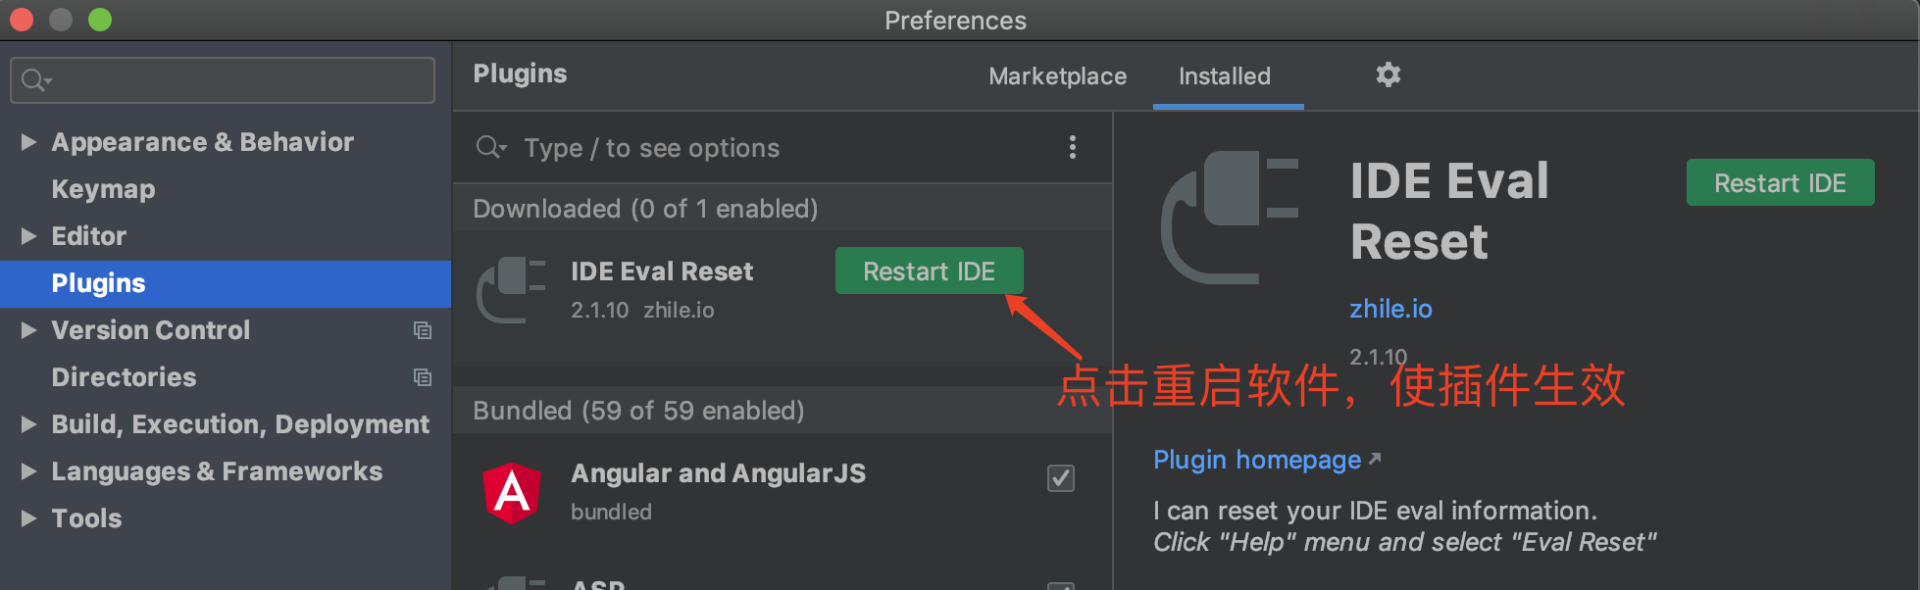 Preferences
Appearance & Behavior
Keymap
Editor
Plugins
Version Control
Directories
Build, Execution, Deployment
Languages & Frameworks
Tools
Plugins
Marketplace
Installed
Type / to see options
Downloaded (0 of 1 enabled)
IDE Eval Reset
Restart IDE
2.1.10 zhile.io
Bundled (59 of 59 enabled)
Angular and AngularJS
bundled
ASP
IDE Eval
Reset
Restart IDE
zhile.io
2.1.10
点击重启软件，使插件生效
Plugin homepage
I can reset your IDE eval information.
Click "Help" menu and select "Eval Reset"